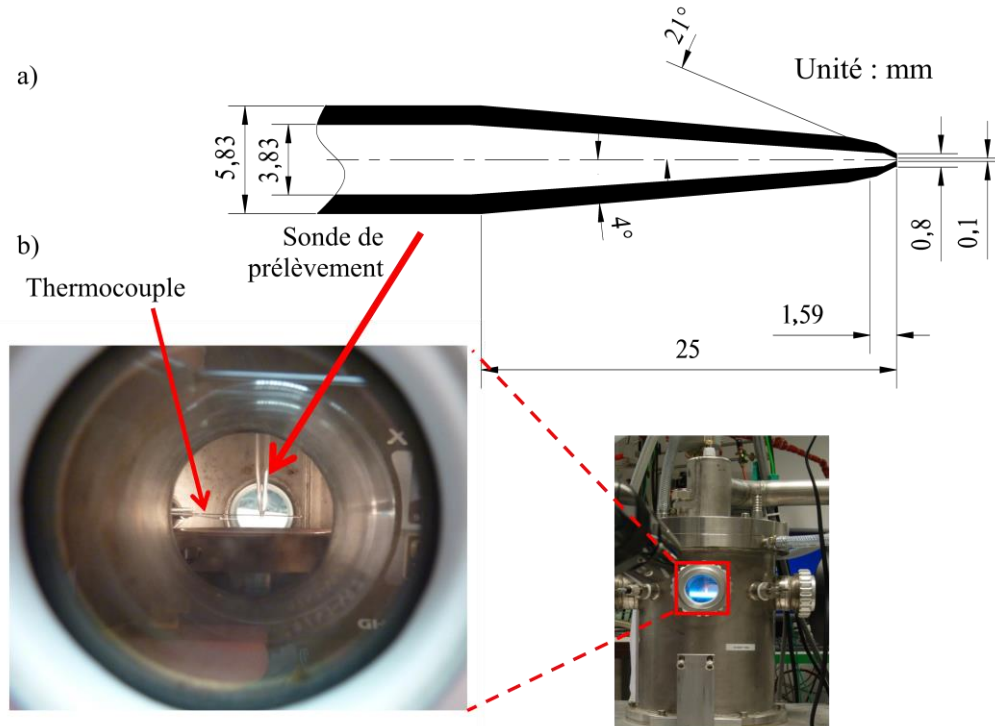 a)
21°
Unité : mm
5,83
3,83
4°
0,8
0,1
1,59
25
b)
Sonde de
prélèvement
Thermocouple